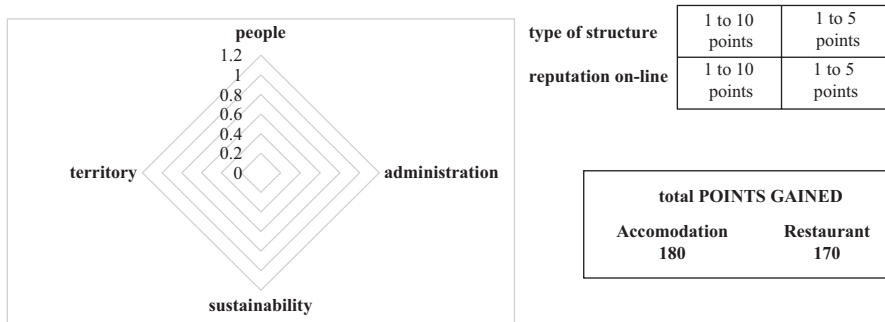 people
1.2
1
0.8
0.6
0.4
0.2
0
territory
administration
sustainability
type of structure
1 to 10
points
1 to 5
points
reputation on-line
1 to 10
points
1 to 5
points
total POINTS GAINED
Accomodation Restaurant
180 170